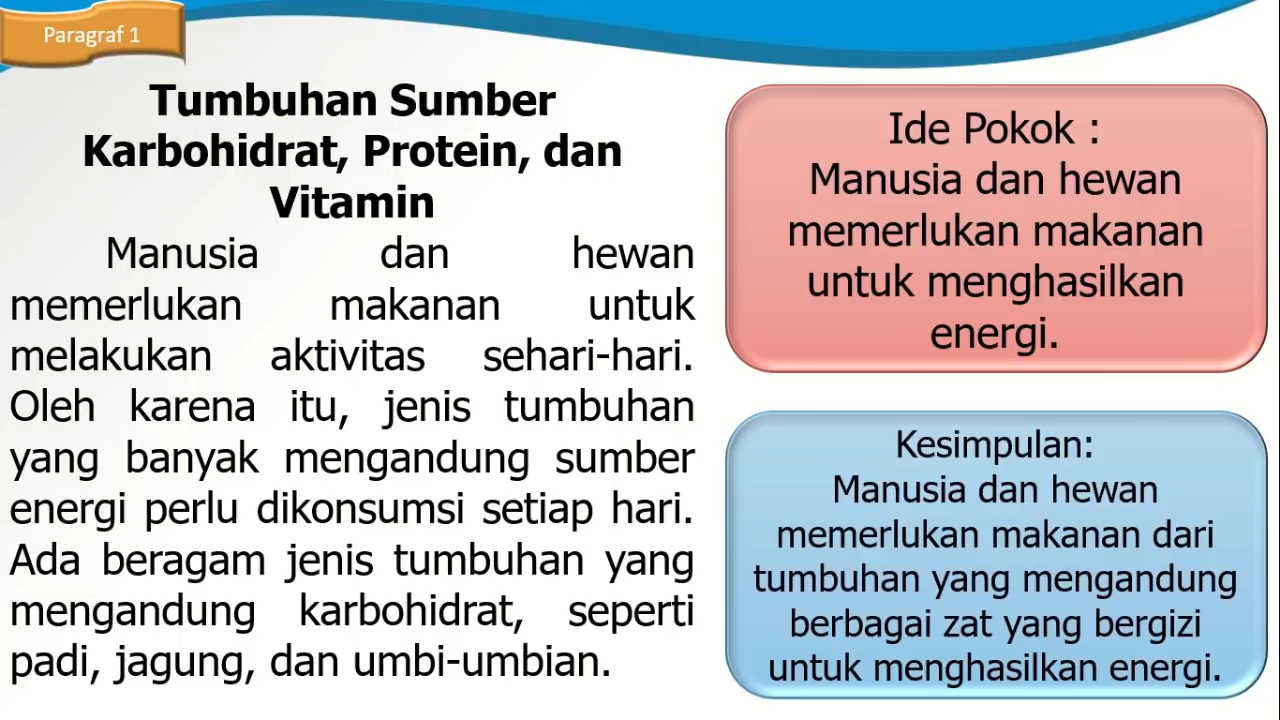 Paragraf 1
Tumbuhan Sumber
Karbohidrat, Protein, dan
Vitamin
Manusia dan hewan
memerlukan makanan untuk
melakukan aktivitas sehari-hari.
Oleh karena itu, jenis tumbuhan
yang banyak mengandung sumber
energi perlu dikonsumsi setiap hari.
Ada beragam jenis tumbuhan yang
mengandung karbohidrat, seperti
padi, jagung, dan umbi-umbian.
Ide Pokok :
Manusia dan hewan
memerlukan makanan
untuk menghasilkan
energi.
Kesimpulan:
Manusia dan hewan
memerlukan makanan dari
tumbuhan yang mengandung
berbagai zat yang bergizi
untuk menghasilkan energi.